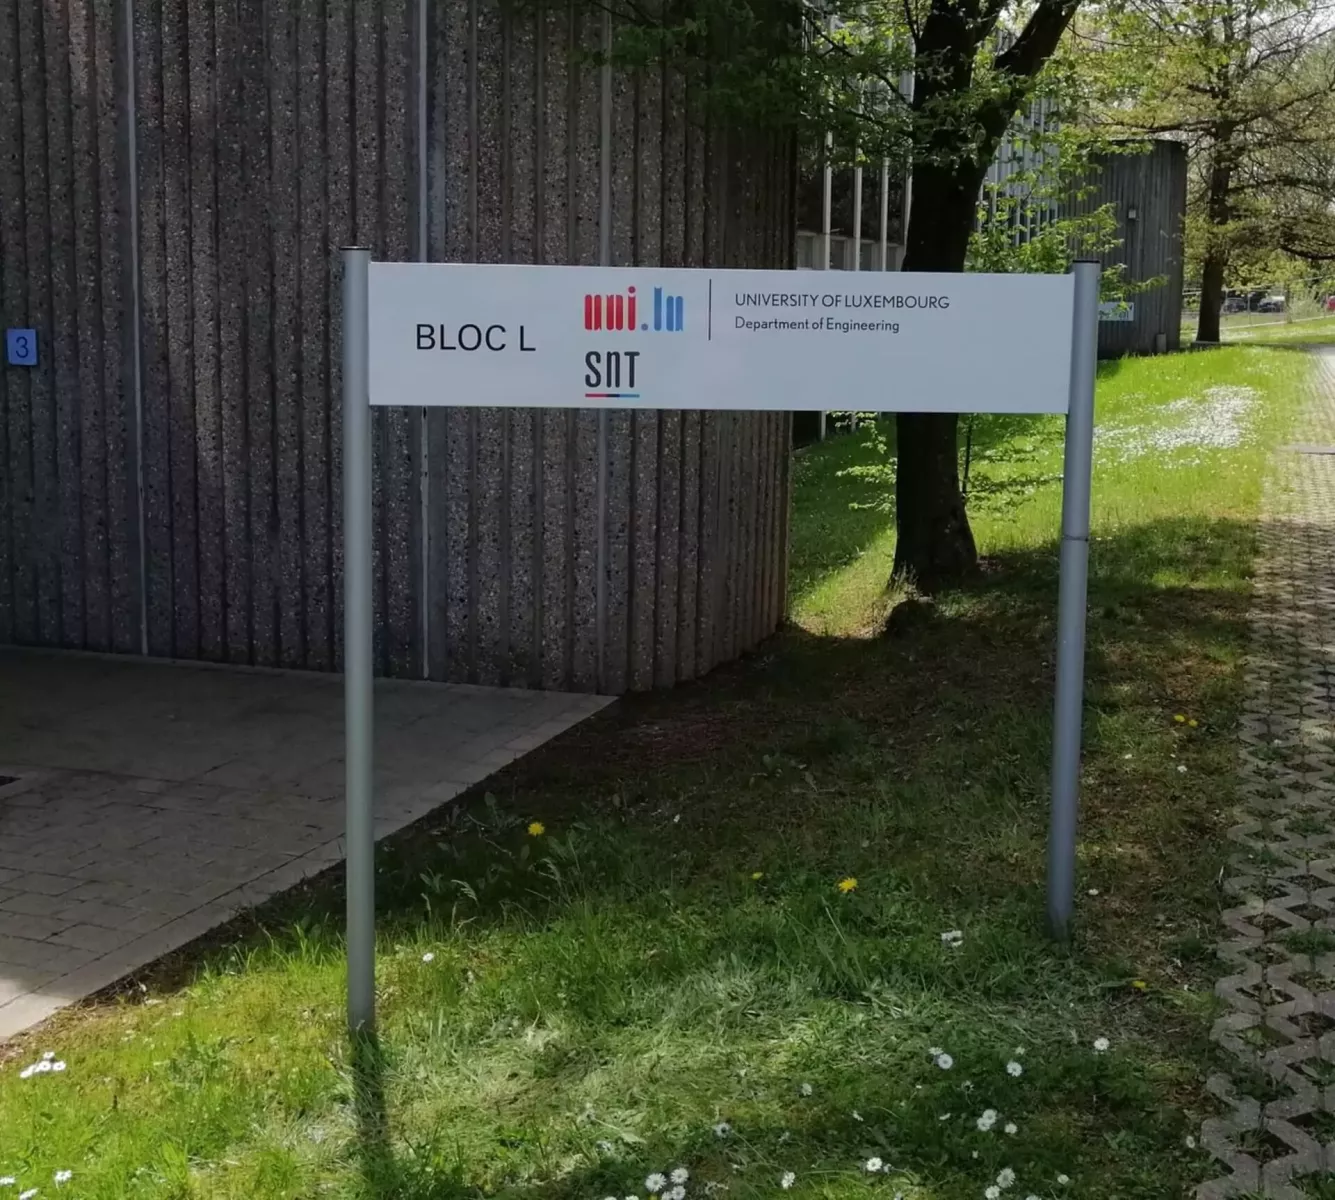 3
BLOC L
uni.lu
SNT
UNIVERSITY OF LUXEMBOURG
Department of Engineering